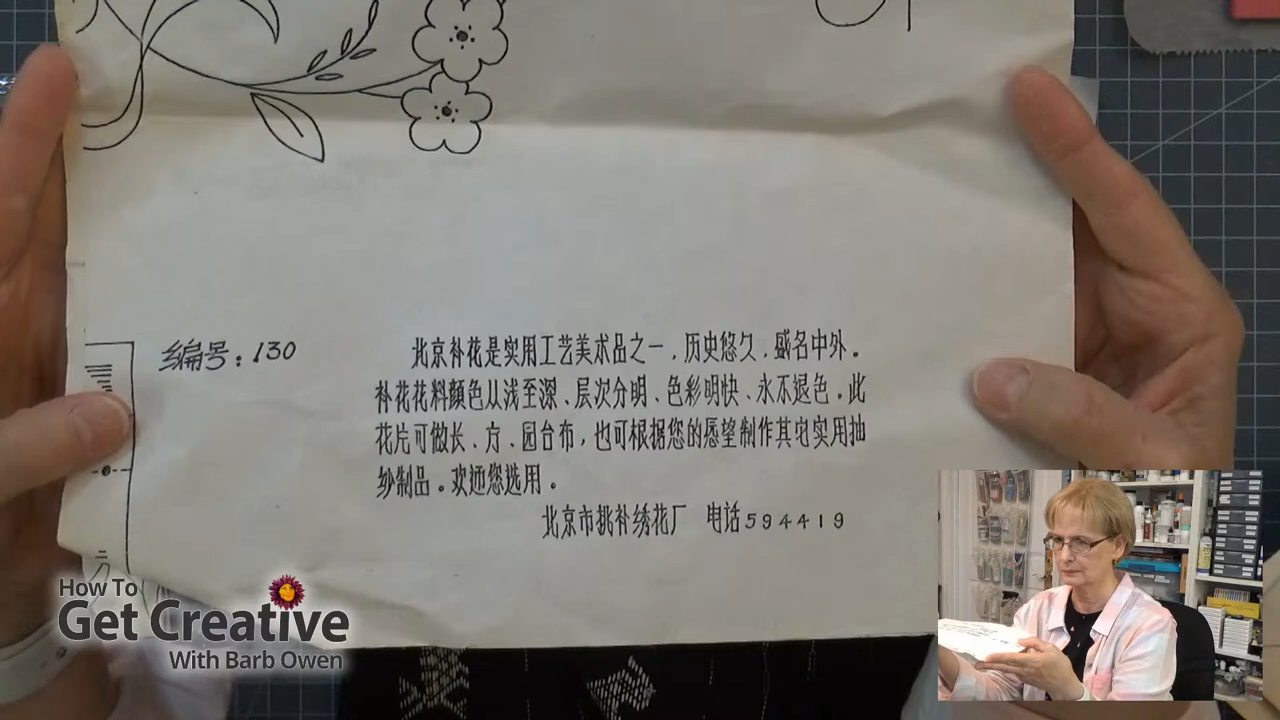 编号：130
北京补花是实用工艺美术品之一，历史悠久，盛名中外。
补花花料颜色从浅至深、层次分明、色彩明快、永不退色。此
花片可做长、方、园台布，也可根据您的愿望制作其它实用抽
纱制品。欢迎您选用。
北京市挑补绣花厂 电话594419
How To
Get Creative
With Barb Owen